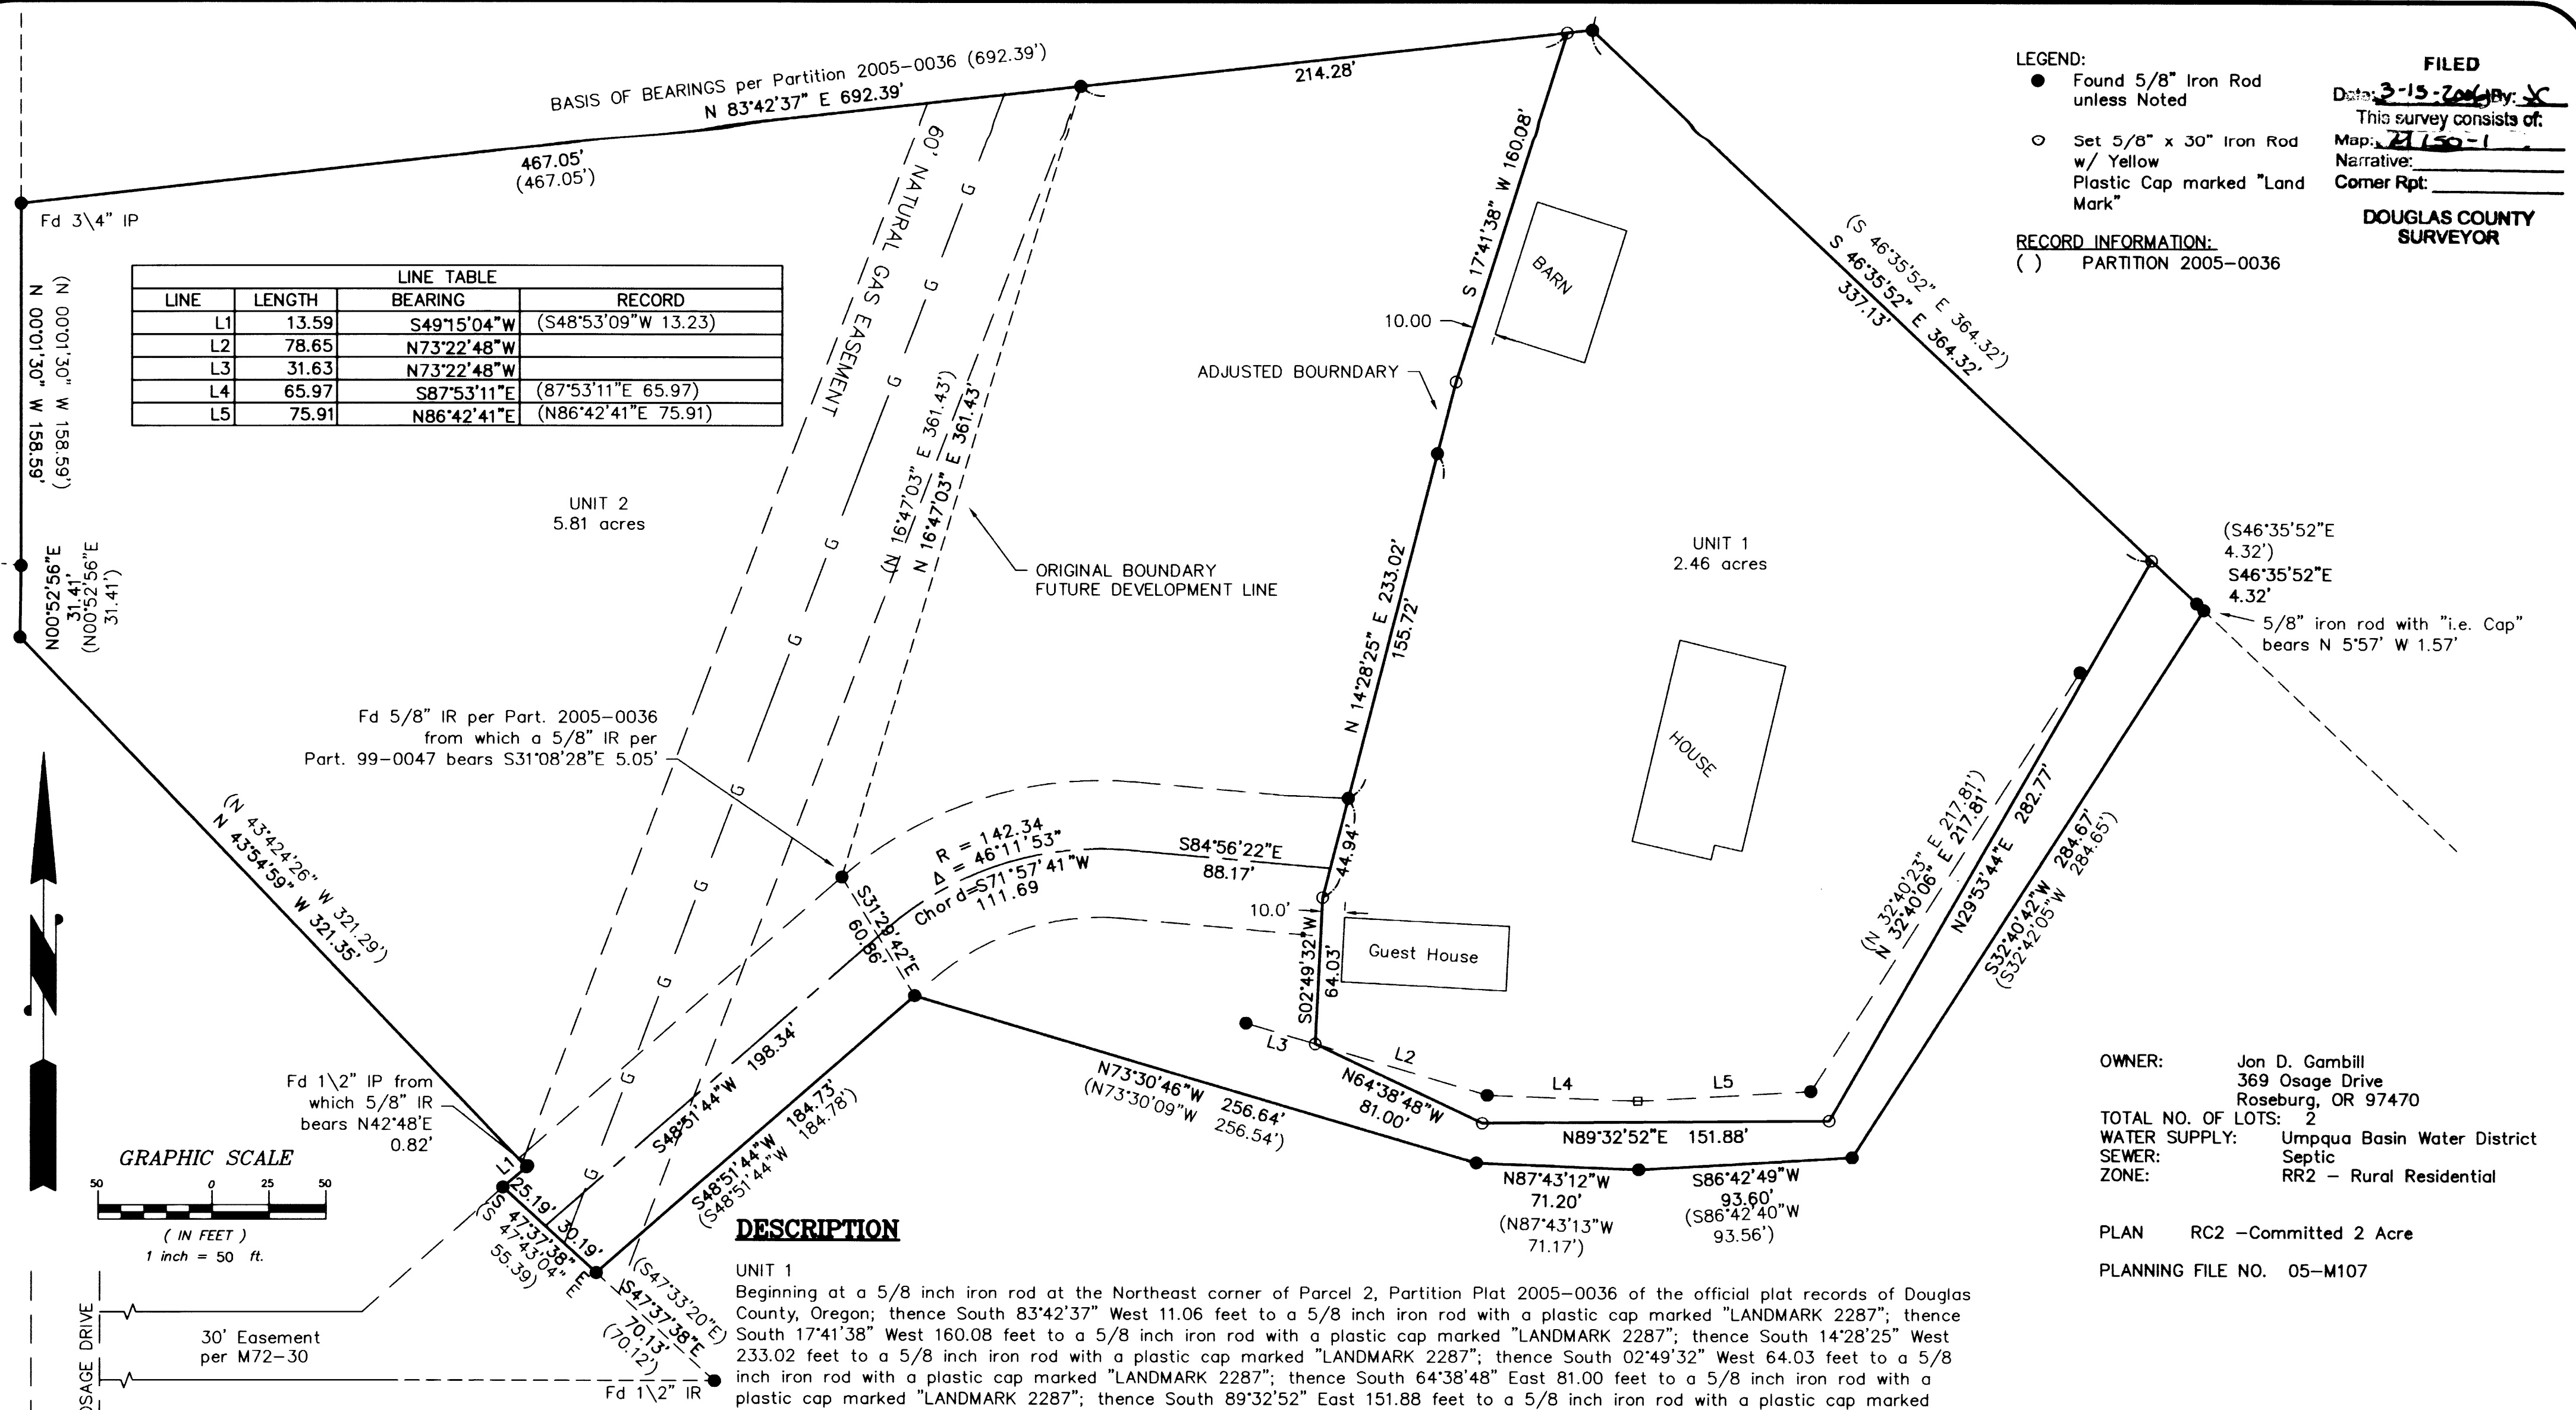 BASIS OF BEARINGS per Partition 2005-0036 (692.39')
N 83°42'37" E 692.39'
467.05'
(467.05')
214.28'
Fd 3\4" IP
N 00°01'30" W 158.59'
(N 00°01'30" W 158.59')
N00°52'56"E
31.41'
(N00°52'56"E
31.41')
LINE TABLE
LINE LENGTH BEARING RECORD
L1 13.59 S49°15'04"W (S48°53'09"W 13.23)
L2 78.65 N73°22'48"W
L3 31.63 N73°22'48"W
L4 65.97 S87°53'11"E (87°53'11"E 65.97)
L5 75.91 N86°42'41"E (N86°42'41"E 75.91)
60' NATURAL GAS EASEMENT
G
G
G
G
G
G
G
G
G
G
(N 16°47'03" E 361.43')
N 16°47'03" E 361.43'
UNIT 2
5.81 acres
ORIGINAL BOUNDARY
FUTURE DEVELOPMENT LINE
S 17°41'38" W 160.08'
BARN
10.00
ADJUSTED BOURNDARY
N 14°28'25" E 233.02'
155.72'
44.94'
(S 46°35'52" E 364.32')
S 46°35'52" E 364.32'
337.13'
UNIT 1
2.46 acres
HOUSE
LEGEND:
Found 5/8" Iron Rod
unless Noted
Set 5/8" x 30" Iron Rod
w/ Yellow
Plastic Cap marked "Land
Mark"
RECORD INFORMATION:
( ) PARTITION 2005-0036
FILED
Date: 3-15-2006 By:
This survey consists of:
Map: M150-1
Narrative:
Corner Rpt:
DOUGLAS COUNTY
SURVEYOR
(S46°35'52"E
4.32')
S46°35'52"E
4.32'
5/8" iron rod with "i.e. Cap"
bears N 5°57' W 1.57'
Fd 5/8" IR per Part. 2005-0036
from which a 5/8" IR per
Part. 99-0047 bears S31°08'28"E 5.05'
(N 43°424'26" W 321.29')
N 43°54'59" W 321.35'
R = 142.34
Δ = 46°11'53"
Chord=S71°57'41"W
111.69
S84°56'22"E
88.17'
S31°29'42"E
60.86'
10.0'
Guest House
S02°49'32"W
64.03'
(N 32°40'23" E 217.81')
N 32°40'06" E 217.81'
N29°53'44"E 282.77'
S32°40'42"W 284.67'
(S32°42'05"W 284.65')
L3
L2
L4
L5
N64°38'48"W
81.00'
N89°32'52"E 151.88'
N73°30'46"W 256.64'
(N73°30'09"W 256.54')
S48°51'44"W 198.34'
S48°51'44"W 184.73'
(S48°51'44"W 184.78')
N87°43'12"W
71.20'
(N87°43'13"W
71.17')
S86°42'49"W
93.60'
(S86°42'40"W
93.56')
Fd 1\2" IP from
which 5/8" IR
bears N42°48'E
0.82'
L1
25.19'
30.19'
S 47°37'38" E
(S 47°43'04" E
55.39)
(S47°33'20"E)
S47°37'38"E
70.13'
(70.12')
Fd 1\2" IR
GRAPHIC SCALE
50 0 25 50
( IN FEET )
1 inch = 50 ft.
OSAGE DRIVE
30' Easement
per M72-30
OWNER: Jon D. Gambill
369 Osage Drive
Roseburg, OR 97470
TOTAL NO. OF LOTS: 2
WATER SUPPLY: Umpqua Basin Water District
SEWER: Septic
ZONE: RR2 - Rural Residential
PLAN RC2 -Committed 2 Acre
PLANNING FILE NO. 05-M107
DESCRIPTION
UNIT 1
Beginning at a 5/8 inch iron rod at the Northeast corner of Parcel 2, Partition Plat 2005-0036 of the official plat records of Douglas
County, Oregon; thence South 83°42'37" West 11.06 feet to a 5/8 inch iron rod with a plastic cap marked "LANDMARK 2287"; thence
South 17°41'38" West 160.08 feet to a 5/8 inch iron rod with a plastic cap marked "LANDMARK 2287"; thence South 14°28'25" West
233.02 feet to a 5/8 inch iron rod with a plastic cap marked "LANDMARK 2287"; thence South 02°49'32" West 64.03 feet to a 5/8
inch iron rod with a plastic cap marked "LANDMARK 2287"; thence South 64°38'48" East 81.00 feet to a 5/8 inch iron rod with a
plastic cap marked "LANDMARK 2287"; thence South 89°32'52" East 151.88 feet to a 5/8 inch iron rod with a plastic cap marked